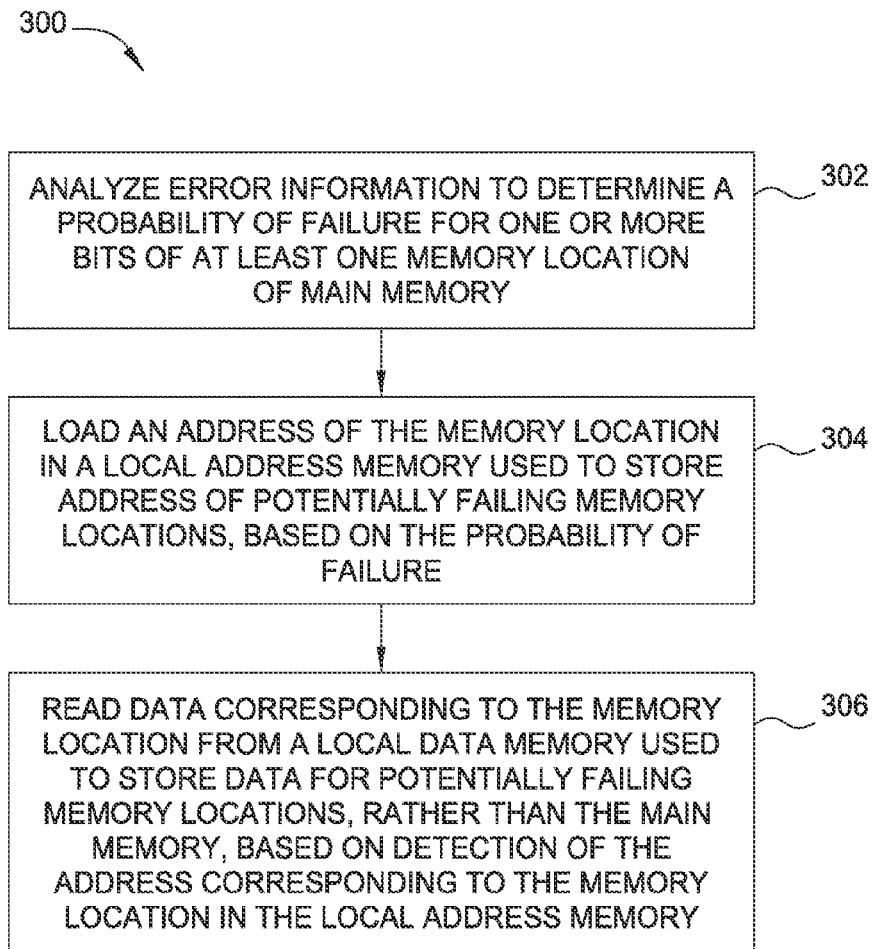 300
302
ANALYZE ERROR INFORMATION TO DETERMINE A
PROBABILITY OF FAILURE FOR ONE OR MORE
BITS OF AT LEAST ONE MEMORY LOCATION
OF MAIN MEMORY
304
LOAD AN ADDRESS OF THE MEMORY LOCATION
IN A LOCAL ADDRESS MEMORY USED TO STORE
ADDRESS OF POTENTIALLY FAILING MEMORY
LOCATIONS, BASED ON THE PROBABILITY OF
FAILURE
306
READ DATA CORRESPONDING TO THE MEMORY
LOCATION FROM A LOCAL DATA MEMORY USED
TO STORE DATA FOR POTENTIALLY FAILING
MEMORY LOCATIONS, RATHER THAN THE MAIN
MEMORY, BASED ON DETECTION OF THE
ADDRESS CORRESPONDING TO THE MEMORY
LOCATION IN THE LOCAL ADDRESS MEMORY